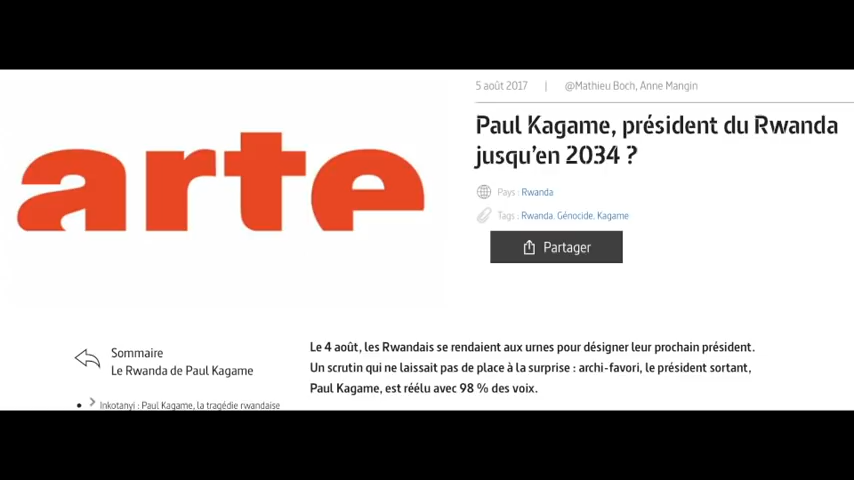 arte
5 août 2017 | @Mathieu Boch, Anne Mangin
Paul Kagame, président du Rwanda
jusqu'en 2034 ?
Pays : Rwanda
Tags : Rwanda, Génocide, Kagame
Partager
Sommaire
Le Rwanda de Paul Kagame
Inkotanyi : Paul Kagame, la tragédie rwandaise
Le 4 août, les Rwandais se rendaient aux urnes pour désigner leur prochain président.
Un scrutin qui ne laissait pas de place à la surprise : archi-favori, le président sortant,
Paul Kagame, est réélu avec 98 % des voix.